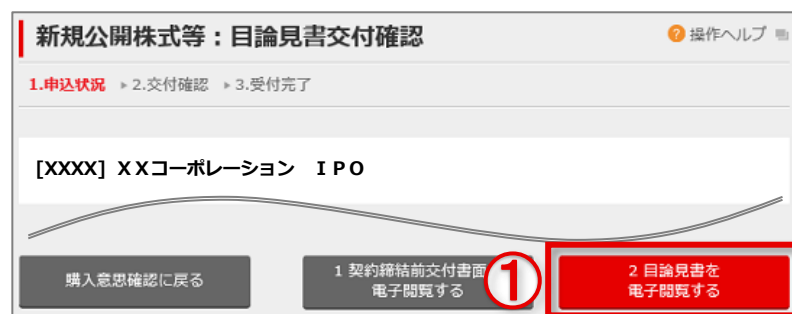 新規公開株式等：目論見書交付確認
? 操作ヘルプ
1.申込状況 ▸ 2.交付確認 ▸ 3.受付完了
[XXXX] ＸＸコーポレーション　ＩＰＯ
購入意思確認に戻る
1 契約締結前交付書面
電子閲覧する
①
2 目論見書を
電子閲覧する